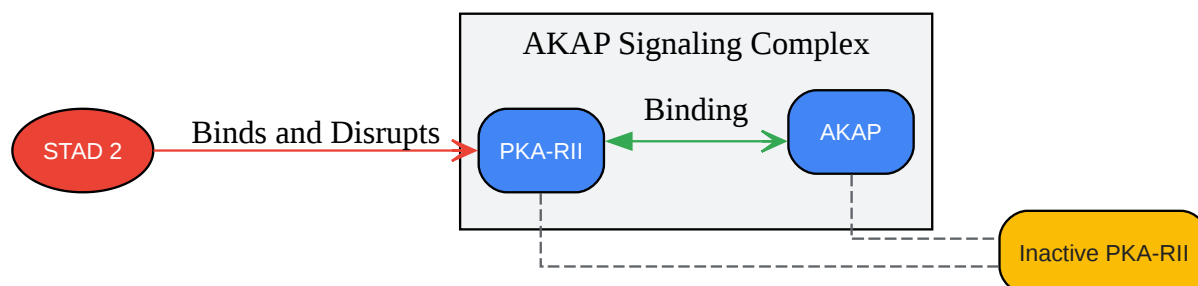 AKAP Signaling Complex
Binding
STAD 2
Binds and Disrupts
PKA-RII
AKAP
Inactive PKA-RII